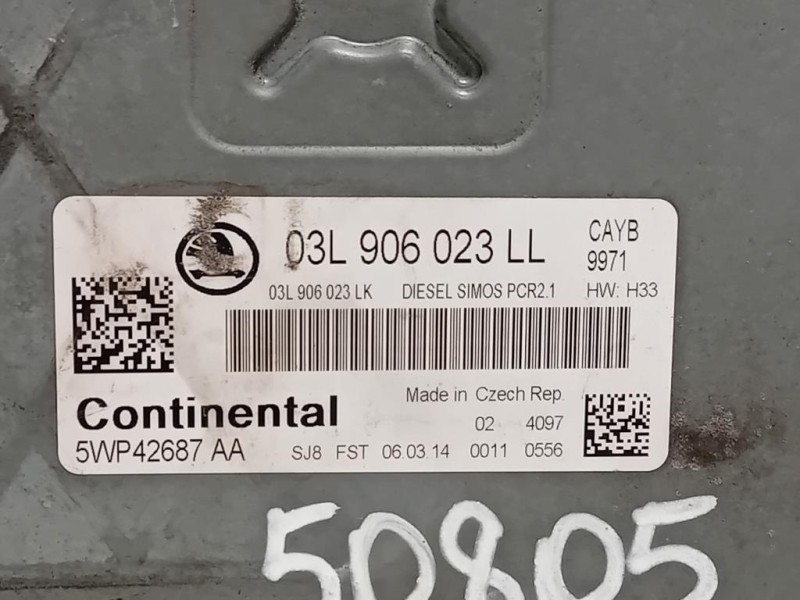 03L 906 023 LL
CAYB
9971
03L 906 023 LK DIESEL SIMOS PCR2.1 HW: H33
Continental
Made in Czech Rep.
02 4097
5WP42687 AA
SJ8 FST 06.03.14 0011 0556
50805